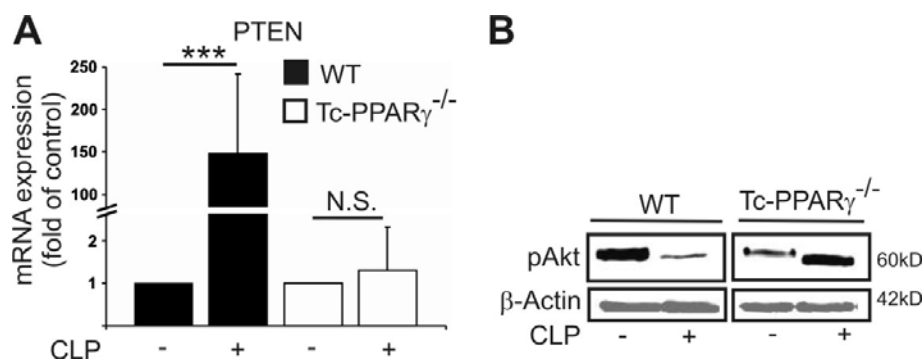 A
PTEN
mRNA expression
(fold of control)
250
200
150
100
2
1
***
WT
Tc-PPARγ-/-
N.S.
CLP - + - +
B
WT Tc-PPARγ-/-
pAkt 60kD
β-Actin 42kD
CLP - + - +